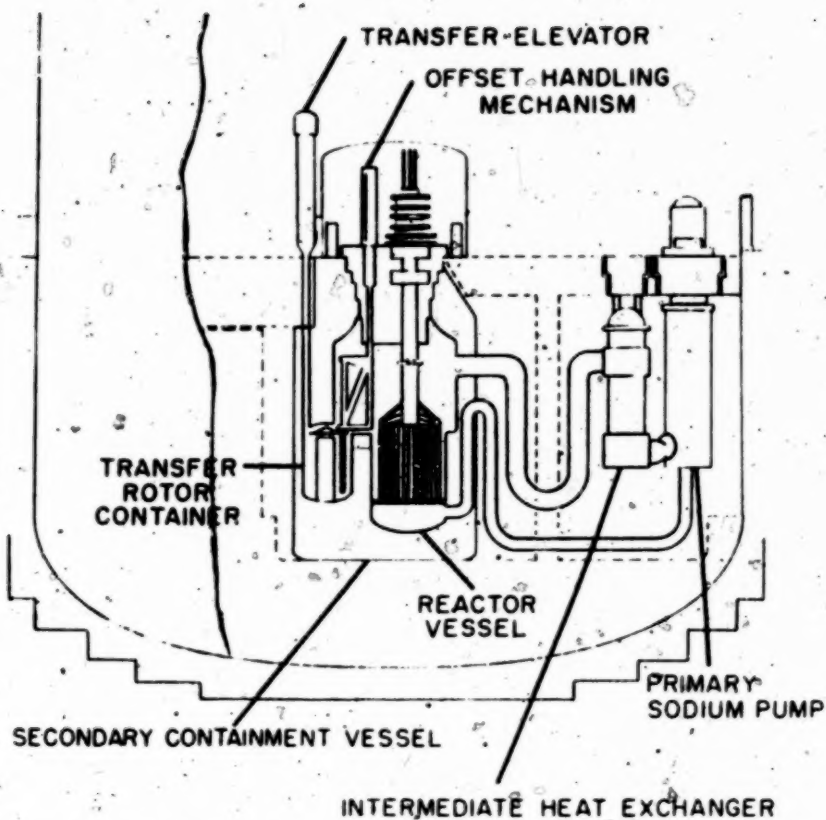 TRANSFER-ELEVATOR
OFFSET HANDLING
MECHANISM
TRANSFER
ROTOR
CONTAINER
REACTOR
VESSEL
PRIMARY
SODIUM PUMP
SECONDARY CONTAINMENT VESSEL
INTERMEDIATE HEAT EXCHANGER